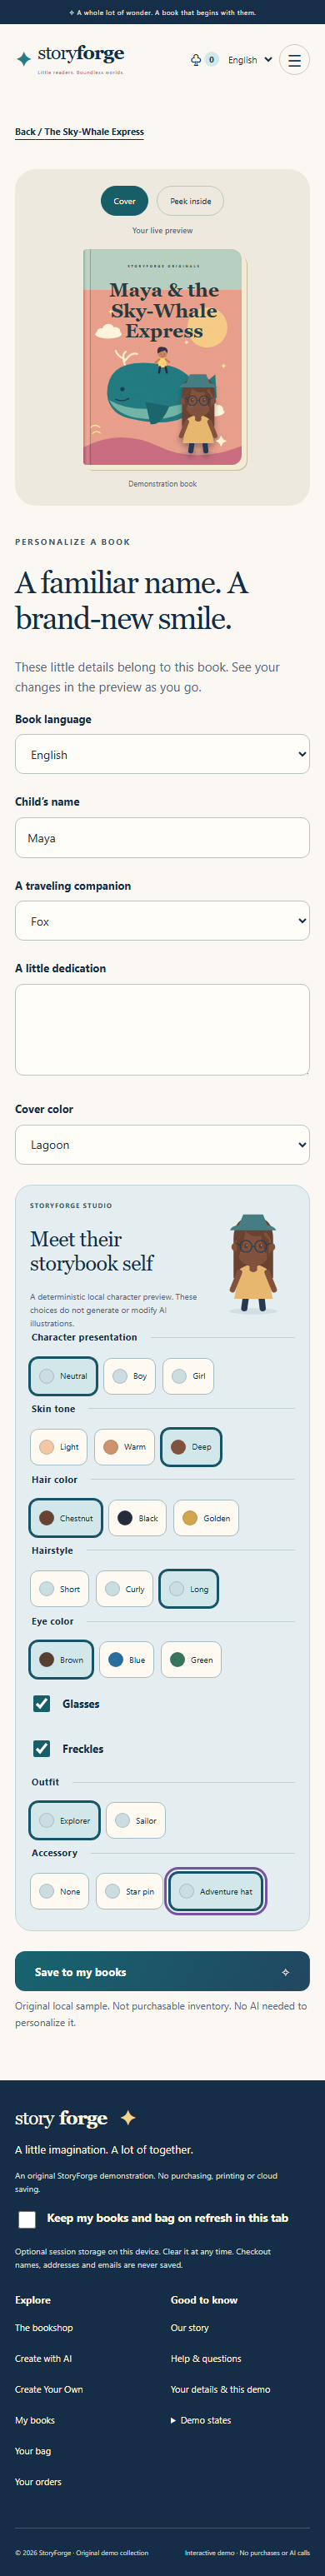 ✧ A whole lot of wonder. A book that begins with them.
storyforge
Little readers. Boundless worlds.
0
English
Back / The Sky-Whale Express
Cover
Peek inside
Your live preview
STORYFORGE ORIGINALS
Maya & the
Sky-Whale
Express
Demonstration book
PERSONALIZE A BOOK
A familiar name. A
brand-new smile.
These little details belong to this book. See your
changes in the preview as you go.
Book language
English
Child's name
Maya
A traveling companion
Fox
A little dedication
Cover color
Lagoon
STORYFORGE STUDIO
Meet their
storybook self
A deterministic local character preview. These
choices do not generate or modify AI
illustrations.
Character presentation
Neutral
Boy
Girl
Skin tone
Light
Warm
Deep
Hair color
Chestnut
Black
Golden
Hairstyle
Short
Curly
Long
Eye color
Brown
Blue
Green
Glasses
Freckles
Outfit
Explorer
Sailor
Accessory
None
Star pin
Adventure hat
Save to my books
Original local sample. Not purchasable inventory. No AI needed to
personalize it.
story forge
A little imagination. A lot of together.
An original StoryForge demonstration. No purchasing, printing or cloud
saving.
Keep my books and bag on refresh in this tab
Optional session storage on this device. Clear it at any time. Checkout
names, addresses and emails are never saved.
Explore
The bookshop
Create with AI
Create Your Own
My books
Your bag
Your orders
Good to know
Our story
Help & questions
Your details & this demo
Demo states
© 2026 StoryForge · Original demo collection
Interactive demo · No purchases or AI calls